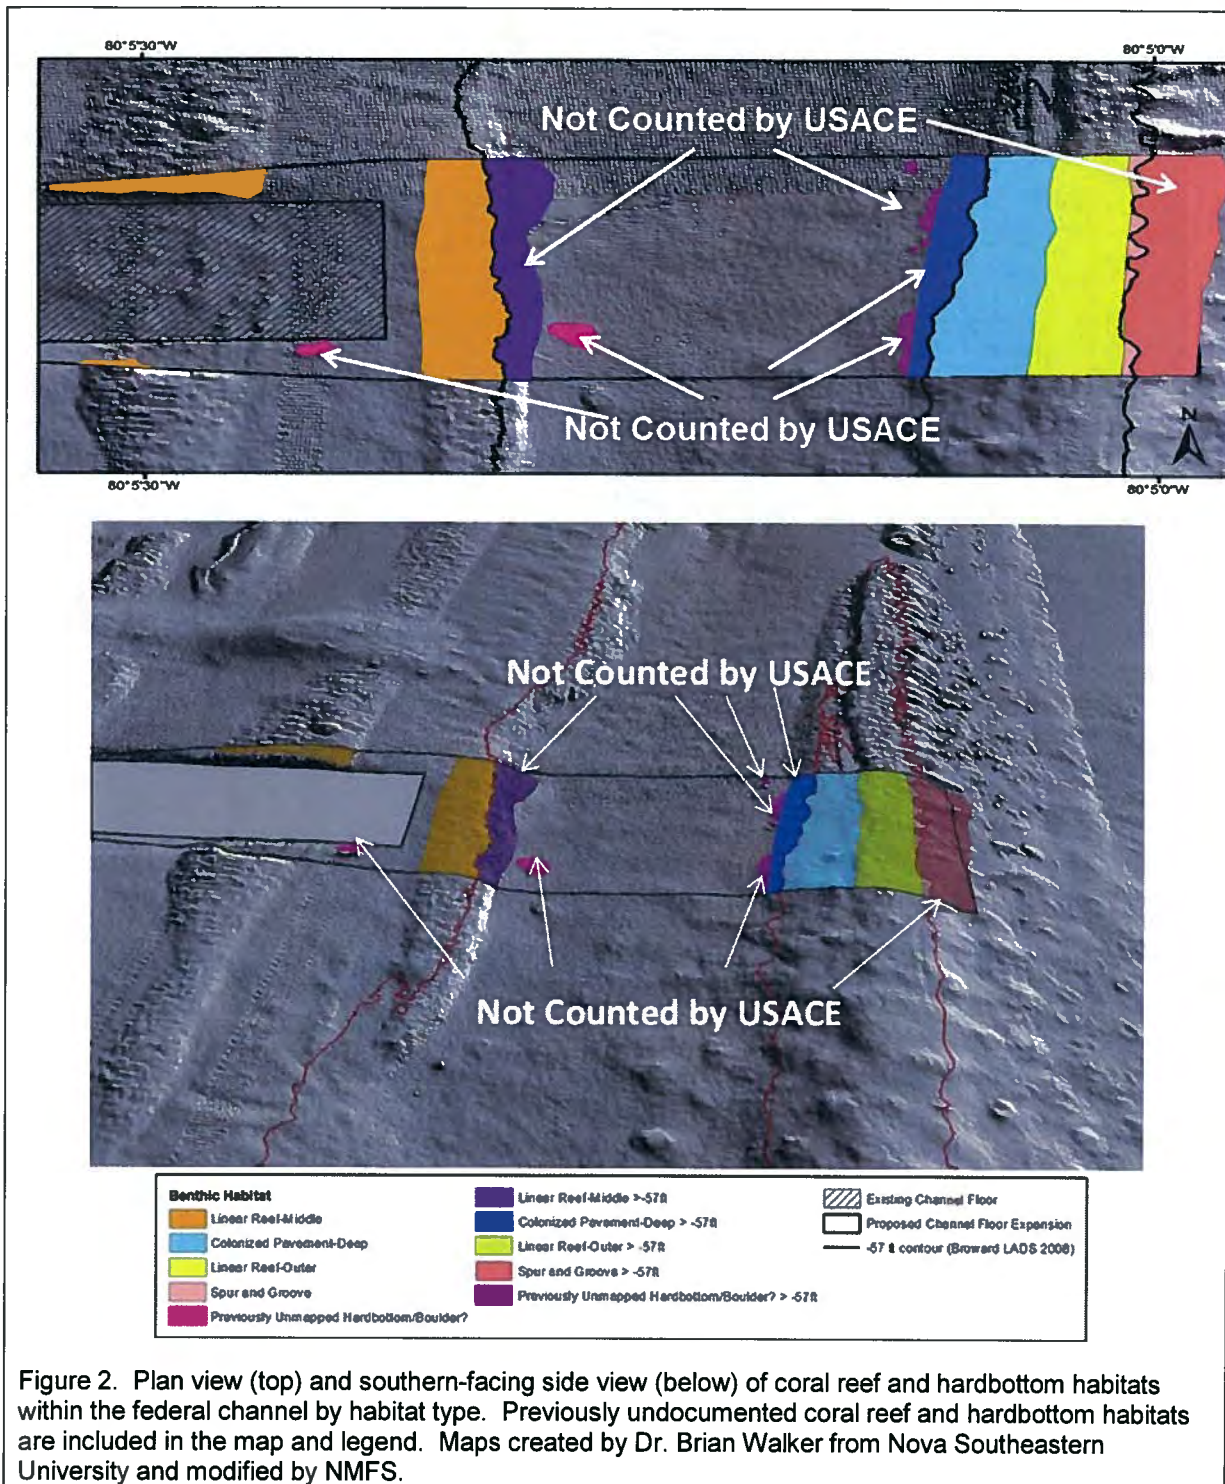 80°5'30"W 80°5'0"W
Not Counted by USACE
Not Counted by USACE
N
80°5'30"W 80°5'0"W
Not Counted by USACE
Not Counted by USACE
Benthic Habitat
Linear Reef-Middle
Colonized Pavement-Deep
Linear Reef-Outer
Spur and Groove
Previously Unmapped Hardbottom/Boulder?
Linear Reef-Middle >-57ft
Colonized Pavement-Deep > -57ft
Linear Reef-Outer > -57ft
Spur and Groove > -57ft
Previously Unmapped Hardbottom/Boulder? > -57ft
Existing Channel Floor
Proposed Channel Floor Expansion
-57 ft contour (Broward LADS 2008)
Figure 2. Plan view (top) and southern-facing side view (below) of coral reef and hardbottom habitats
within the federal channel by habitat type. Previously undocumented coral reef and hardbottom habitats
are included in the map and legend. Maps created by Dr. Brian Walker from Nova Southeastern
University and modified by NMFS.